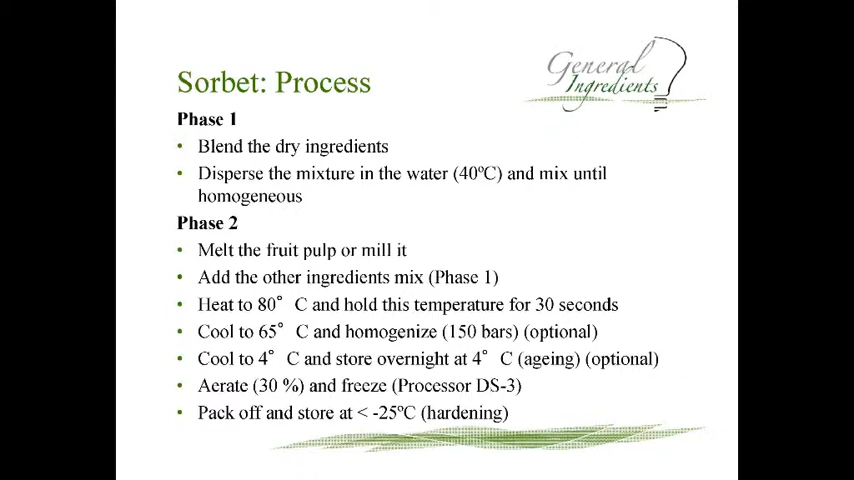 General
Ingredients
Sorbet: Process
Phase 1
• Blend the dry ingredients
• Disperse the mixture in the water (40ºC) and mix until
homogeneous
Phase 2
• Melt the fruit pulp or mill it
• Add the other ingredients mix (Phase 1)
• Heat to 80° C and hold this temperature for 30 seconds
• Cool to 65° C and homogenize (150 bars) (optional)
• Cool to 4° C and store overnight at 4° C (ageing) (optional)
• Aerate (30 %) and freeze (Processor DS-3)
• Pack off and store at < -25ºC (hardening)